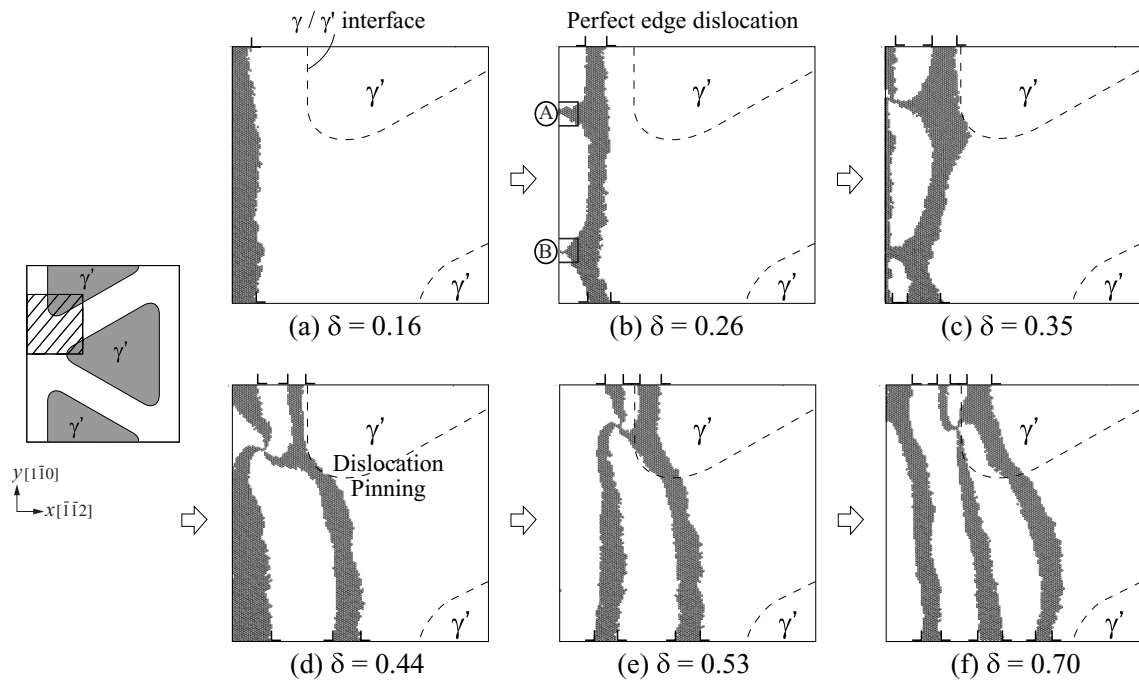 γ / γ' interface
Perfect edge dislocation
γ'
γ'
γ'
A
B
γ'
γ'
γ'
(a) δ = 0.16
(b) δ = 0.26
(c) δ = 0.35
γ'
γ'
γ'
y[11̄0]
x[1̄1̄2]
γ'
Dislocation
Pinning
γ'
γ'
γ'
γ'
γ'
(d) δ = 0.44
(e) δ = 0.53
(f) δ = 0.70